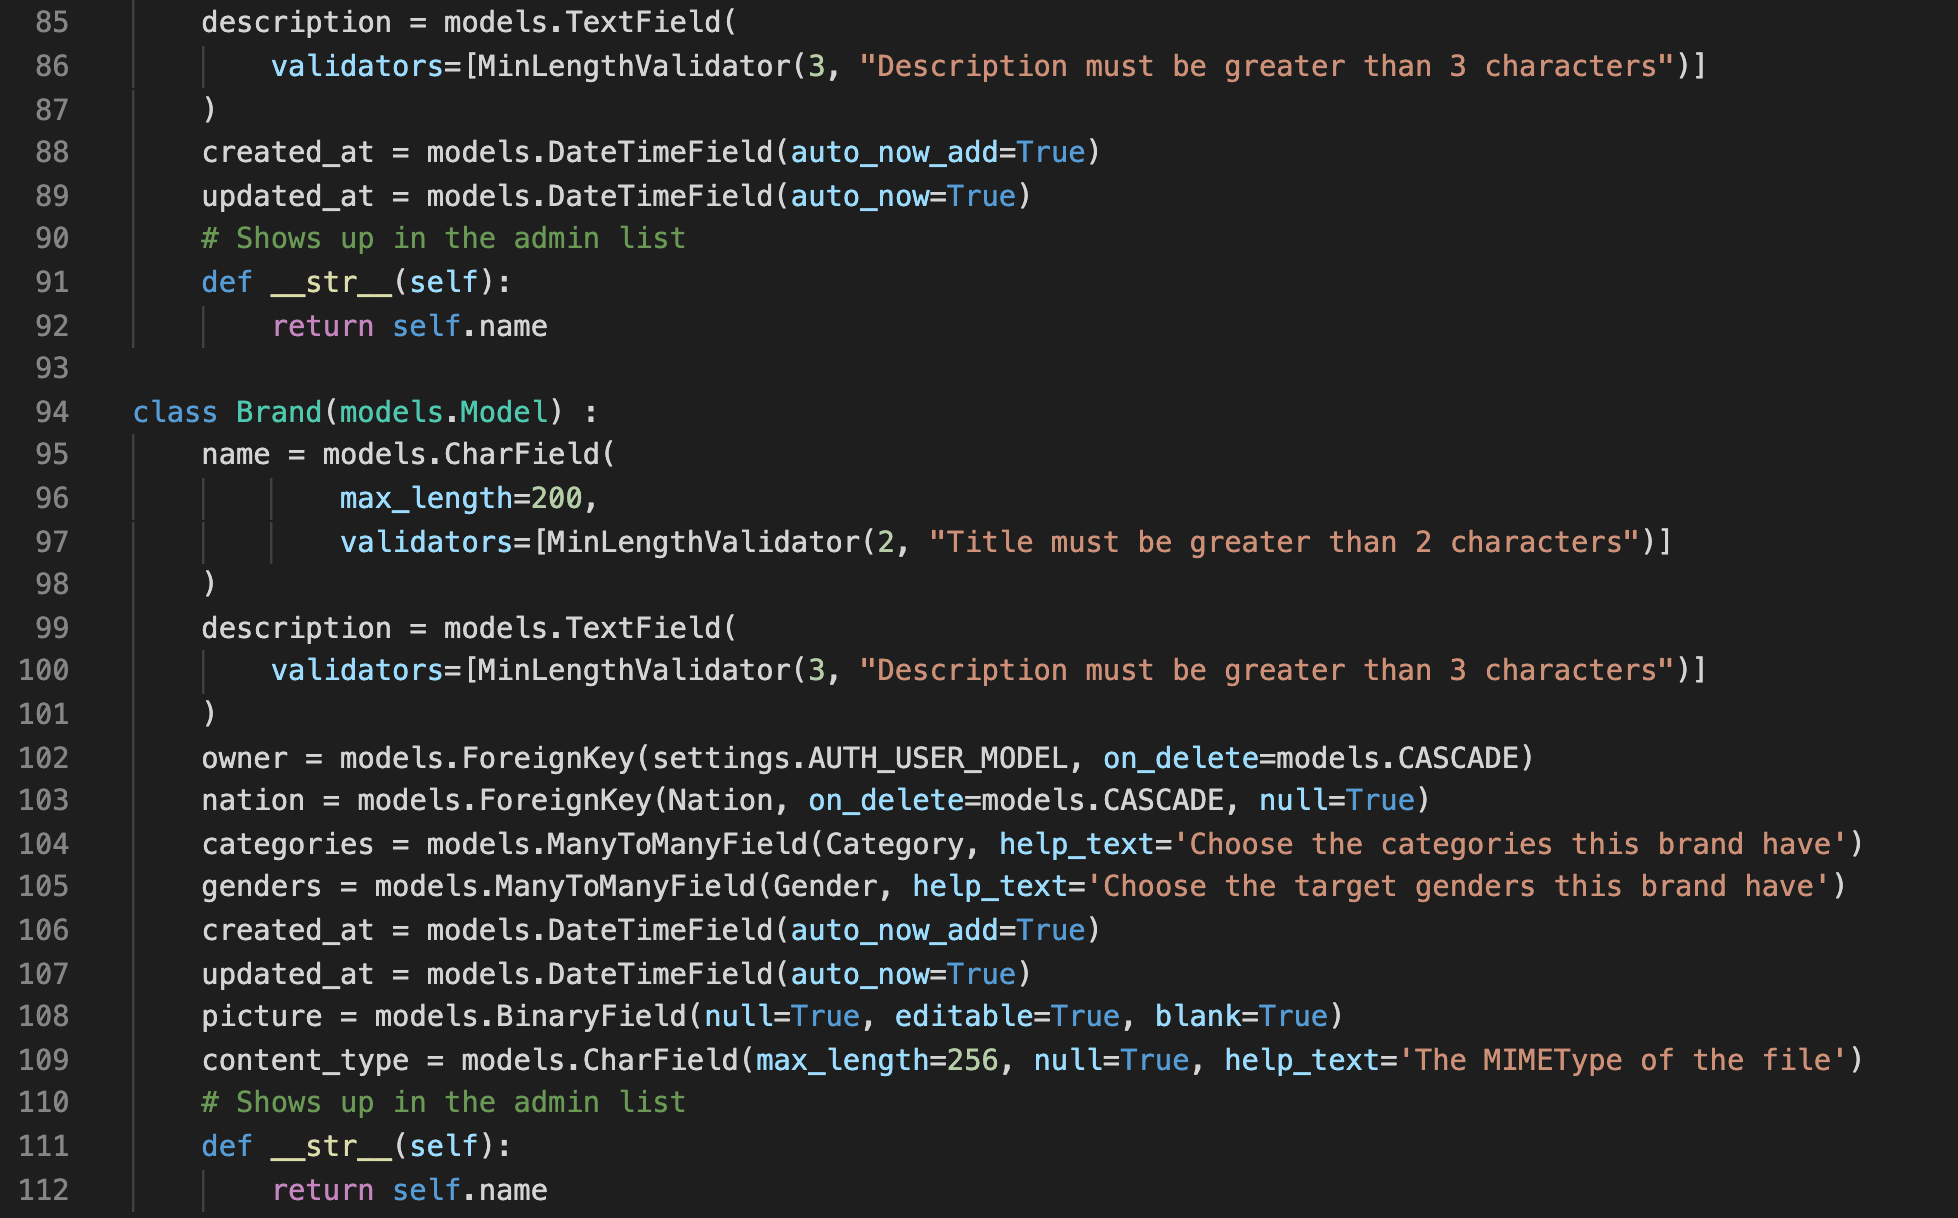 85 description = models.TextField(
86 validators=[MinLengthValidator(3, "Description must be greater than 3 characters")]
87 )
88 created_at = models.DateTimeField(auto_now_add=True)
89 updated_at = models.DateTimeField(auto_now=True)
90 # Shows up in the admin list
91 def __str__(self):
92 return self.name
93
94 class Brand(models.Model) :
95 name = models.CharField(
96 max_length=200,
97 validators=[MinLengthValidator(2, "Title must be greater than 2 characters")]
98 )
99 description = models.TextField(
100 validators=[MinLengthValidator(3, "Description must be greater than 3 characters")]
101 )
102 owner = models.ForeignKey(settings.AUTH_USER_MODEL, on_delete=models.CASCADE)
103 nation = models.ForeignKey(Nation, on_delete=models.CASCADE, null=True)
104 categories = models.ManyToManyField(Category, help_text='Choose the categories this brand have')
105 genders = models.ManyToManyField(Gender, help_text='Choose the target genders this brand have')
106 created_at = models.DateTimeField(auto_now_add=True)
107 updated_at = models.DateTimeField(auto_now=True)
108 picture = models.BinaryField(null=True, editable=True, blank=True)
109 content_type = models.CharField(max_length=256, null=True, help_text='The MIMEType of the file')
110 # Shows up in the admin list
111 def __str__(self):
112 return self.name